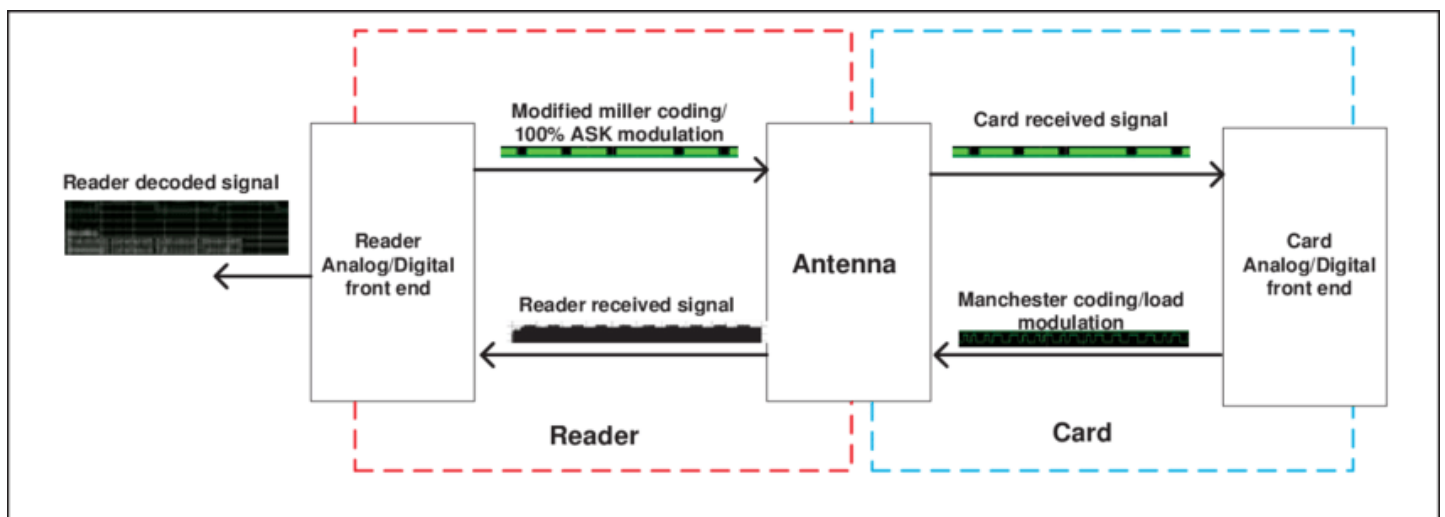 Modified miller coding/
100% ASK modulation
Card received signal
Reader decoded signal
Reader
Analog/Digital
front end
Antenna
Card
Analog/Digital
front end
Reader received signal
Manchester coding/load
modulation
Reader
Card